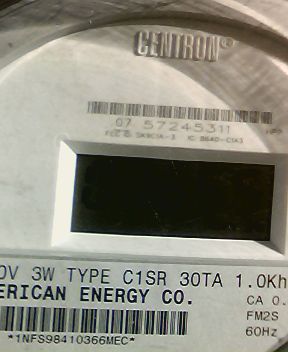 CENTRON®
07 57245311
0V 3W TYPE C1SR 30TA 1.0Kh
ERICAN ENERGY CO.
CA 0.
FM2S
60Hz
*1NFS98410366MEC*